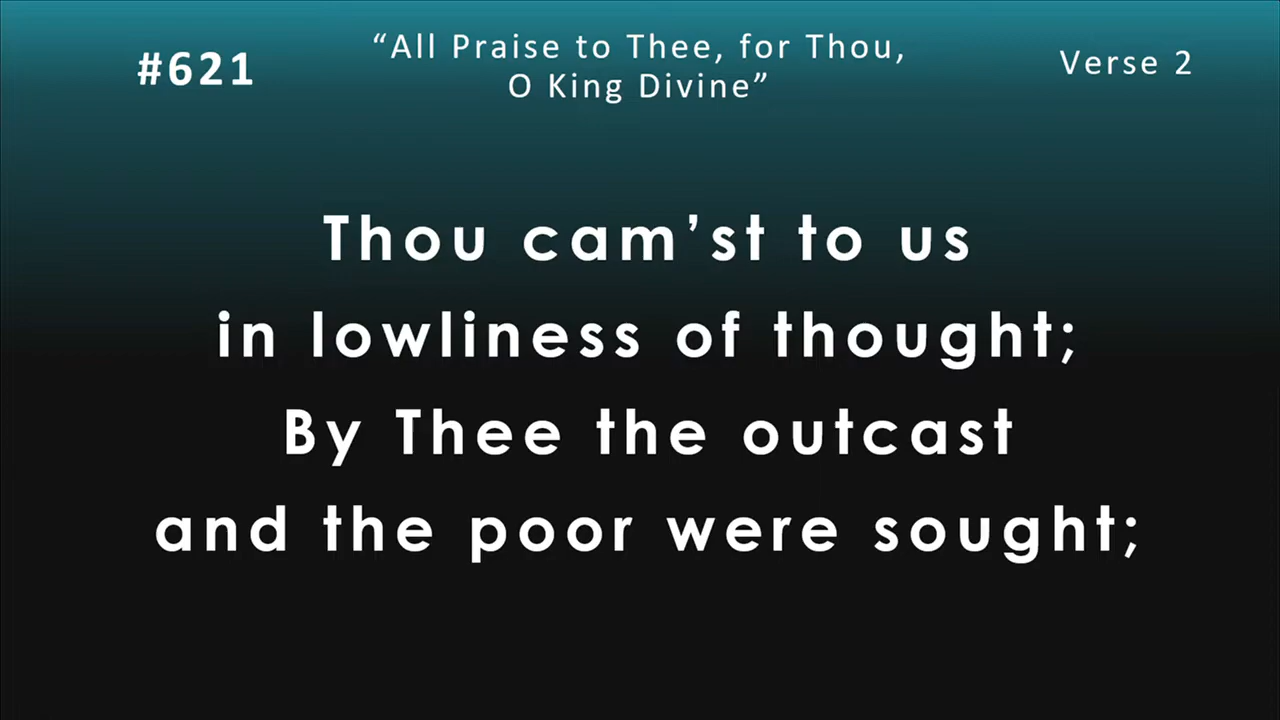 #621
“All Praise to Thee, for Thou,
O King Divine”
Verse 2
Thou cam’st to us
in lowliness of thought;
By Thee the outcast
and the poor were sought;